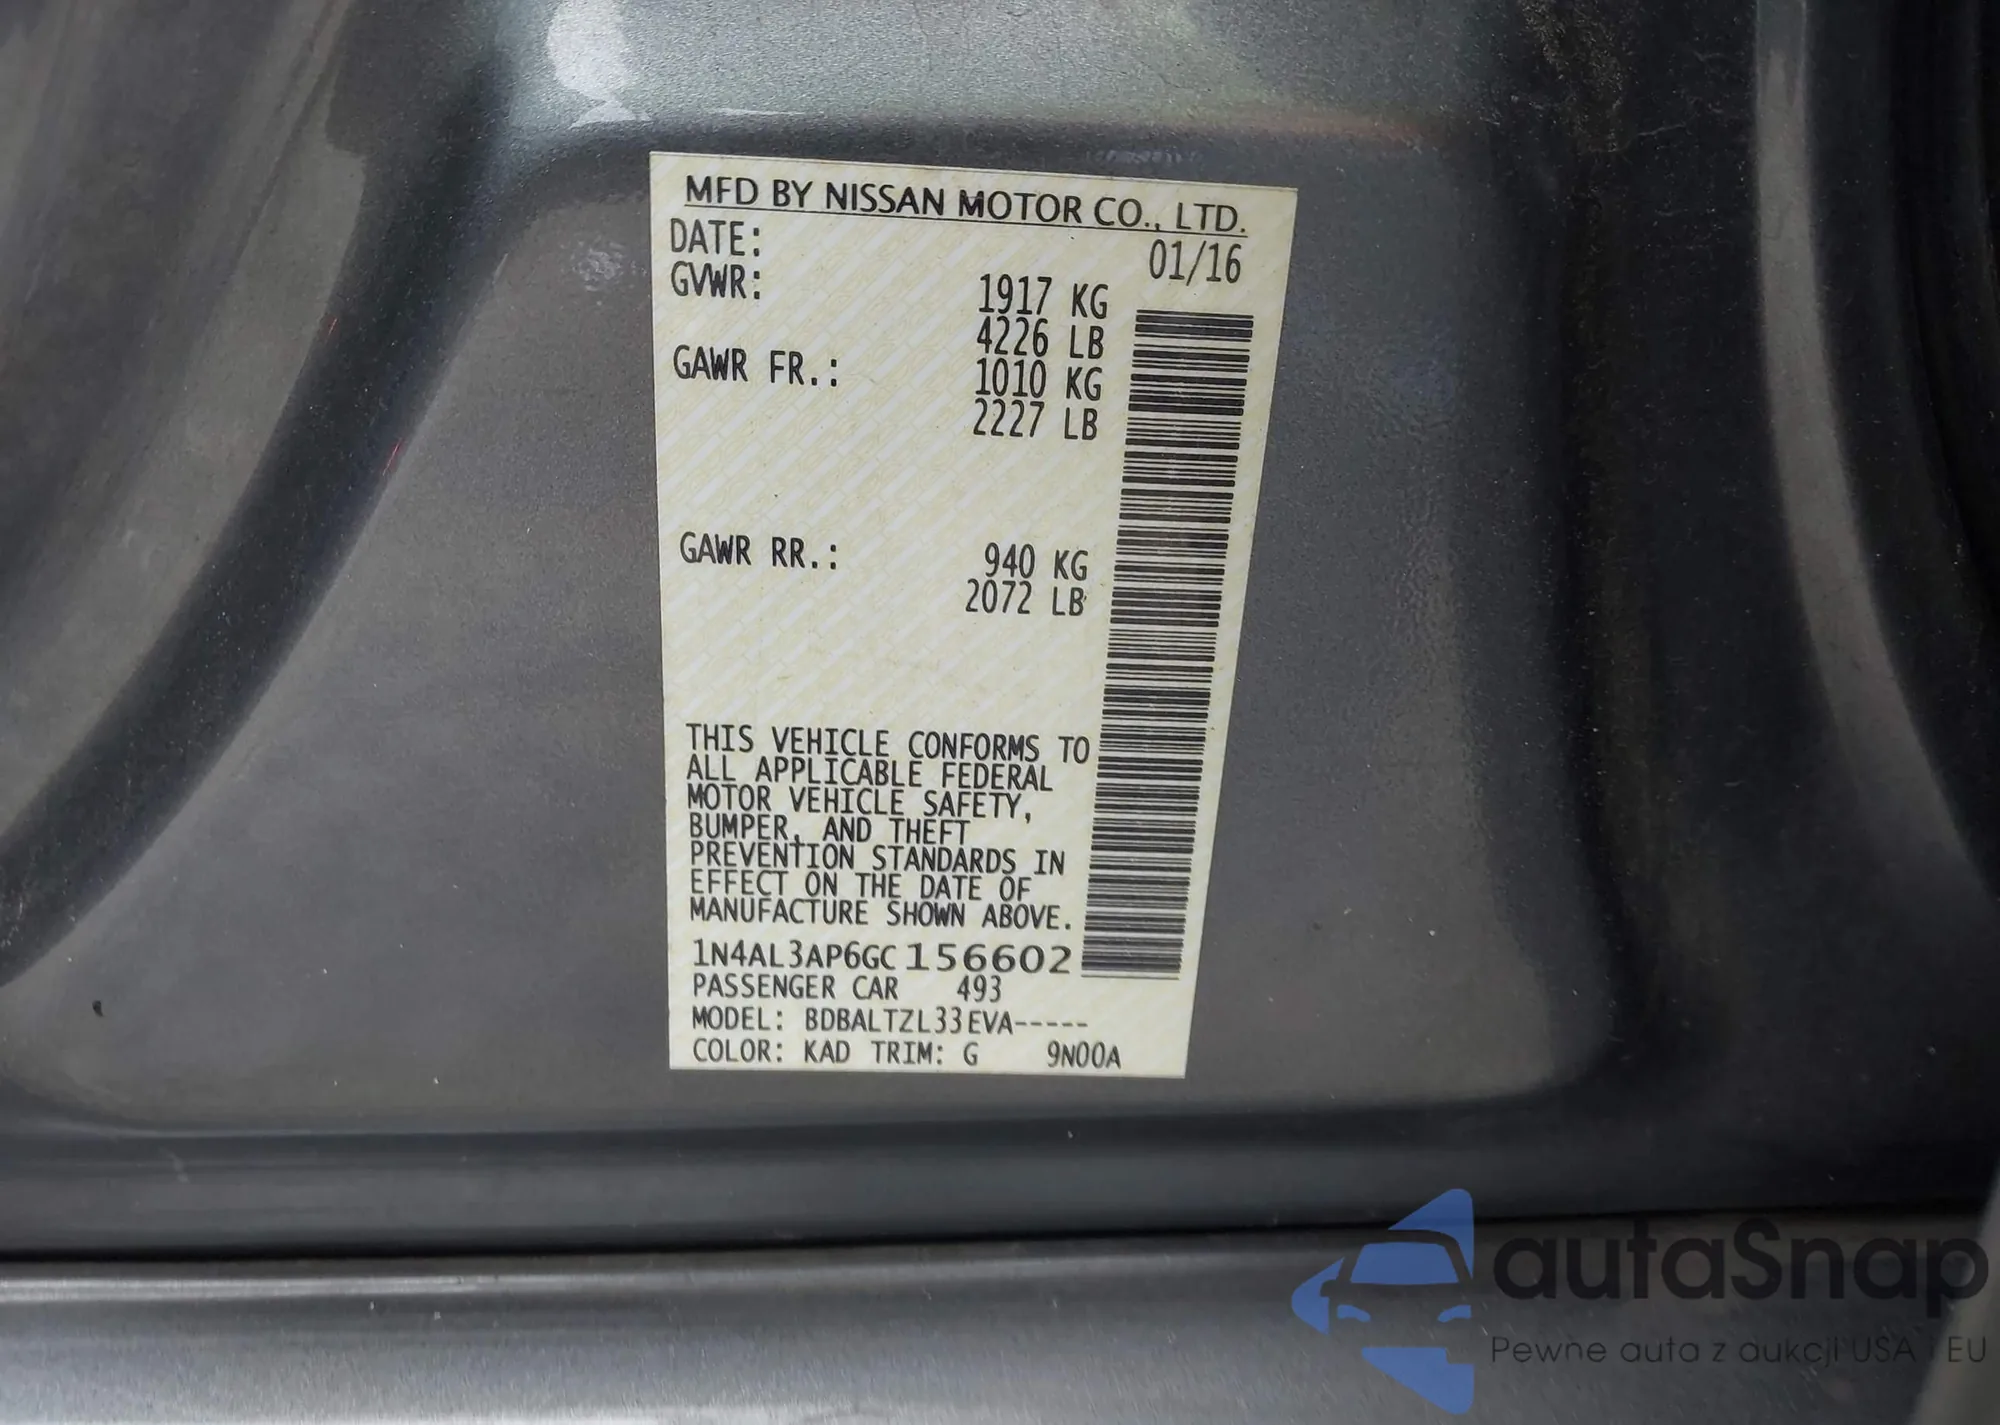 MFD BY NISSAN MOTOR CO., LTD.
DATE: 01/16
GVWR: 1917 KG
4226 LB
GAWR FR.: 1010 KG
2227 LB
GAWR RR.: 940 KG
2072 LB
THIS VEHICLE CONFORMS TO
ALL APPLICABLE FEDERAL
MOTOR VEHICLE SAFETY,
BUMPER, AND THEFT
PREVENTION STANDARDS IN
EFFECT ON THE DATE OF
MANUFACTURE SHOWN ABOVE.
1N4AL3AP6GC156602
PASSENGER CAR 493
MODEL: BDBALTZL33EVA-----
COLOR: KAD TRIM: G 9N00A
autaSnap
Pewne auta z aukcji USA i EU